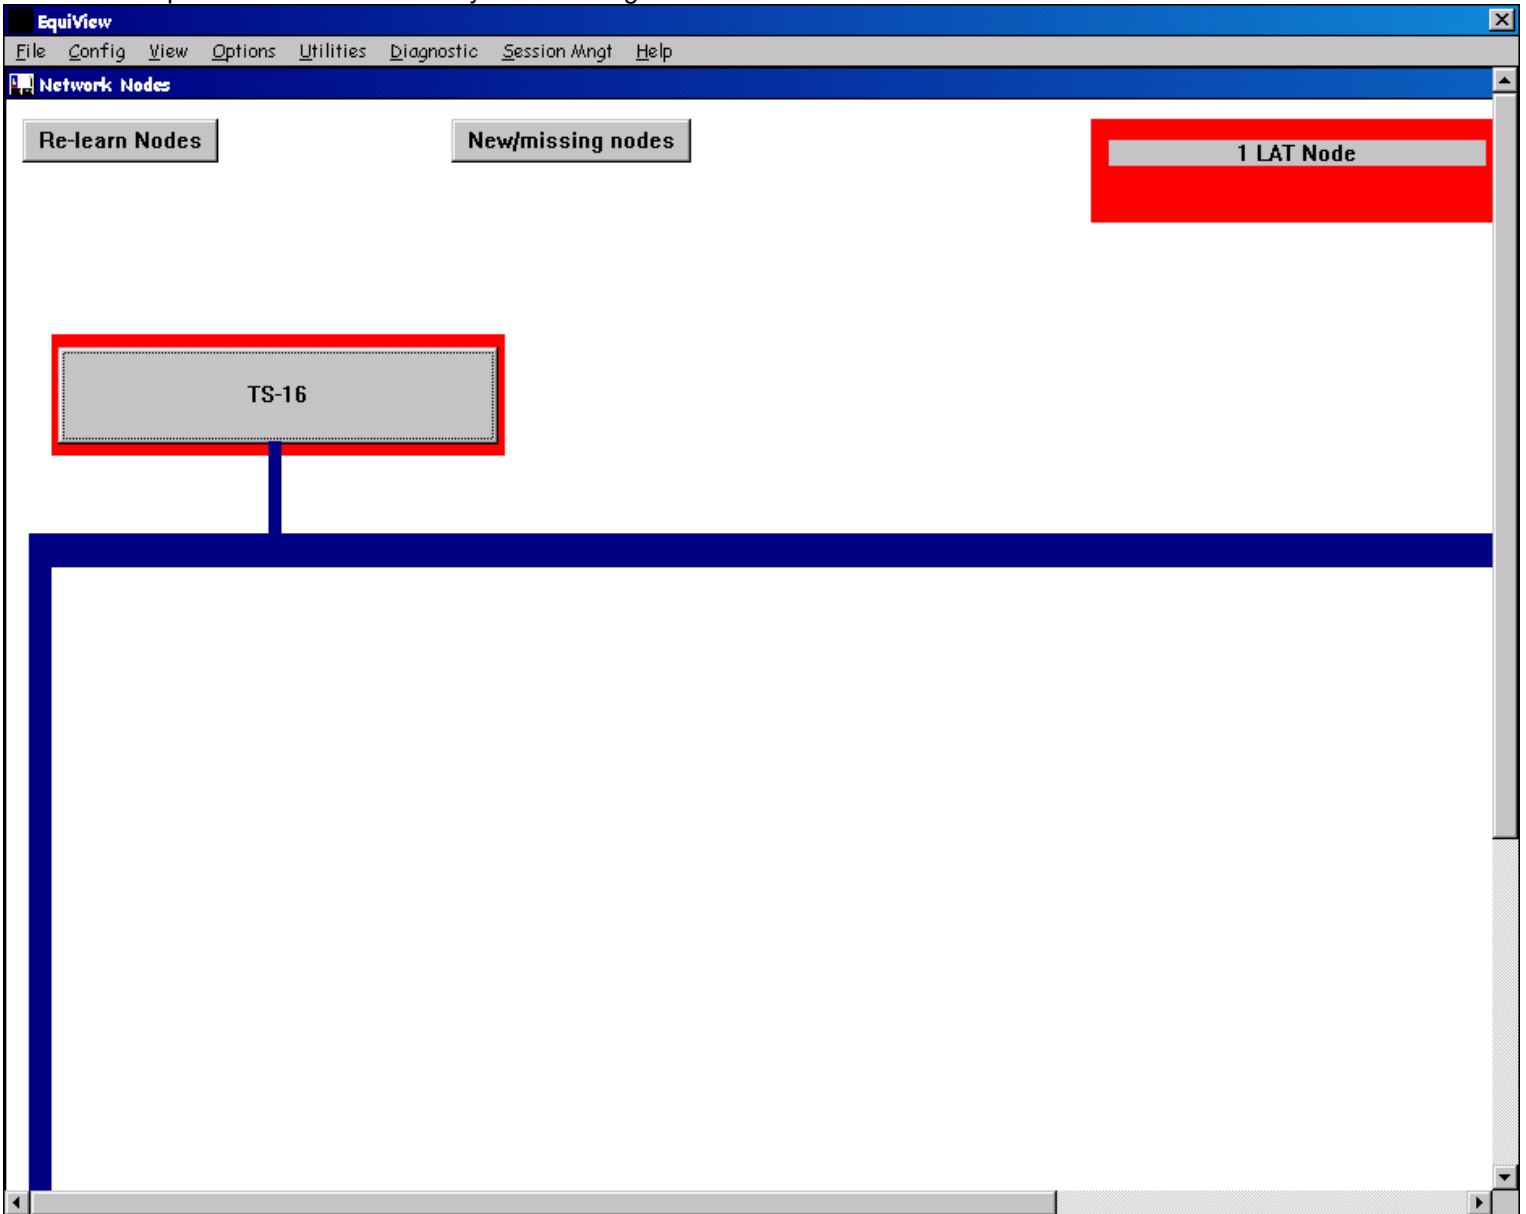 EquiView
File Config View Options Utilities Diagnostic Session Mngt Help
Network Nodes
Re-learn Nodes New/missing nodes 1 LAT Node
TS-16